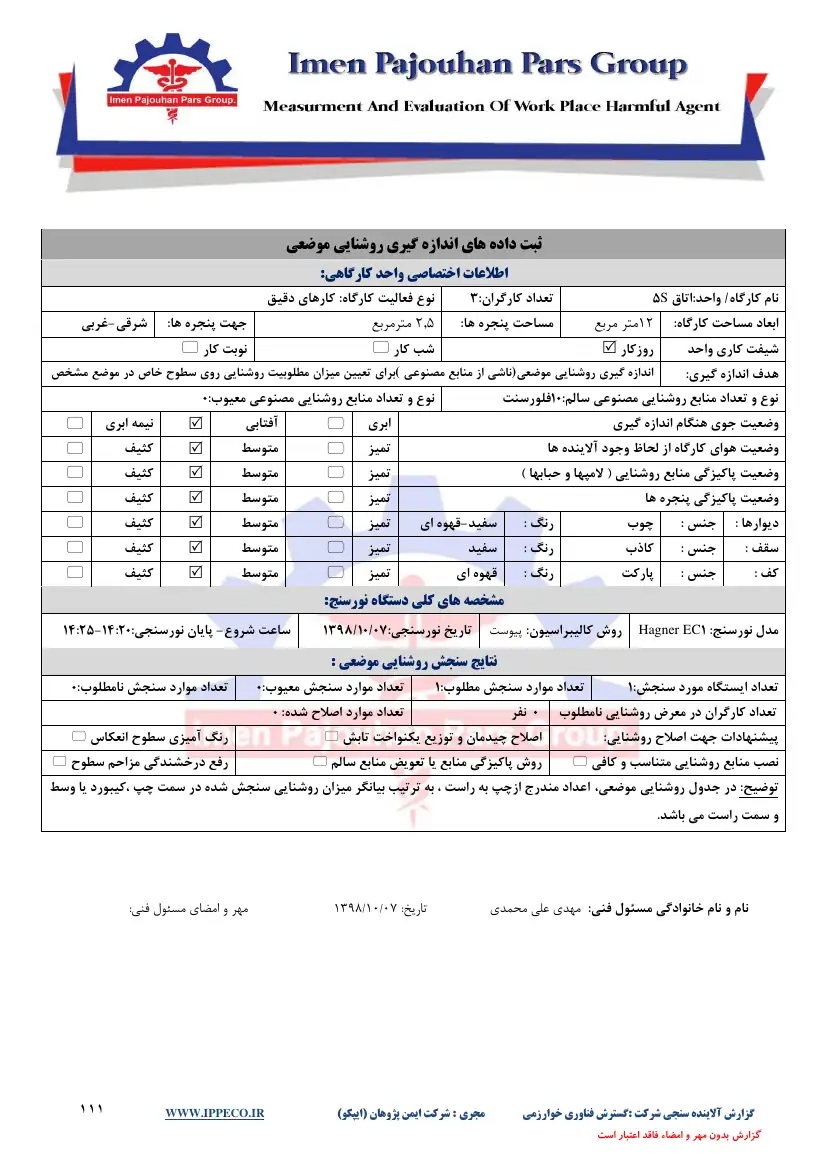 Imen Pajouhan Pars Group
Imen Pajouhan Pars Group.
Measurment And Evaluation Of Work Place Harmful Agent
ثبت داده های اندازه گیری روشنایی موضعی
اطلاعات اختصاصی واحد کارگاهی:
نام کارگاه/ واحد:اتاق ۵S تعداد کارگران:۳ نوع فعالیت کارگاه: کارهای دقیق
ابعاد مساحت کارگاه: ۱۲متر مربع مساحت پنجره ها: ۲,۵ مترمربع جهت پنجره ها: شرقی-غربی
شیفت کاری واحد روزکار ☑ شب کار ☐ نوبت کار ☐
هدف اندازه گیری: اندازه گیری روشنایی موضعی(ناشی از منابع مصنوعی )برای تعیین میزان مطلوبیت روشنایی روی سطوح خاص در موضع مشخص
نوع و تعداد منابع روشنایی مصنوعی سالم:۱۰فلورسنت نوع و تعداد منابع روشنایی مصنوعی معیوب:۰
وضعیت جوی هنگام اندازه گیری ابری ☐ آفتابی ☑ نیمه ابری ☐
وضعیت هوای کارگاه از لحاظ وجود آلاینده ها تمیز ☐ متوسط ☑ کثیف ☐
وضعیت پاکیزگی منابع روشنایی ( لامپها و حبابها ) تمیز ☐ متوسط ☑ کثیف ☐
وضعیت پاکیزگی پنجره ها تمیز ☐ متوسط ☑ کثیف ☐
دیوارها : جنس : چوب رنگ : سفید-قهوه ای تمیز ☐ متوسط ☑ کثیف ☐
سقف : جنس : کاذب رنگ : سفید تمیز ☐ متوسط ☑ کثیف ☐
کف : جنس : پارکت رنگ : قهوه ای تمیز ☐ متوسط ☑ کثیف ☐
مشخصه های کلی دستگاه نورسنج:
مدل نورسنج: Hagner EC۱ روش کالیبراسیون: پیوست تاریخ نورسنجی:۱۳۹۸/۱۰/۰۷ ساعت شروع- پایان نورسنجی:۱۴:۲۰-۱۴:۲۵
نتایج سنجش روشنایی موضعی :
تعداد ایستگاه مورد سنجش:۱ تعداد موارد سنجش مطلوب:۱ تعداد موارد سنجش معیوب:۰ تعداد موارد سنجش نامطلوب:۰
تعداد کارگران در معرض روشنایی نامطلوب ۰ نفر تعداد موارد اصلاح شده: ۰
پیشنهادات جهت اصلاح روشنایی: اصلاح چیدمان و توزیع یکنواخت تابش ☐ رنگ آمیزی سطوح انعکاس ☐
نصب منابع روشنایی متناسب و کافی ☐ روش پاکیزگی منابع یا تعویض منابع سالم ☐ رفع درخشندگی مزاحم سطوح ☐
توضیح: در جدول روشنایی موضعی، اعداد مندرج ازچپ به راست ، به ترتیب بیانگر میزان روشنایی سنجش شده در سمت چپ ،کیبورد یا وسط
و سمت راست می باشد.
Imen Pajouhan Pars Group.
نام و نام خانوادگی مسئول فنی: مهدی علی محمدی تاریخ: ۱۳۹۸/۱۰/۰۷ مهر و امضای مسئول فنی:
گزارش آلاینده سنجی شرکت :گسترش فناوری خوارزمی مجری : شرکت ایمن پژوهان (ایپکو) WWW.IPPECO.IR ۱۱۱
گزارش بدون مهر و امضاء فاقد اعتبار است